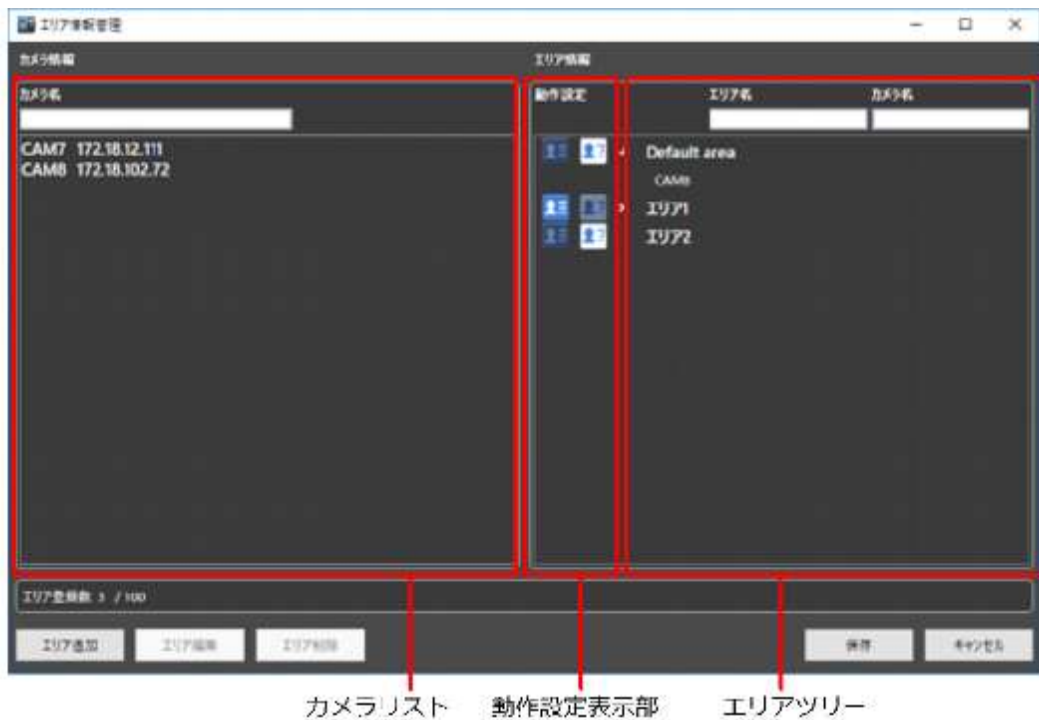 エリア情報管理
カメラ情報 エリア情報
カメラ名 動作設定 エリア名 カメラ名
CAM7 172.18.12.111
CAM8 172.18.102.72
Default area
CAM8
エリア1
エリア2
エリア登録数 3 / 100
エリア追加 エリア編集 エリア削除 保存 キャンセル
カメラリスト 動作設定表示部 エリアツリー